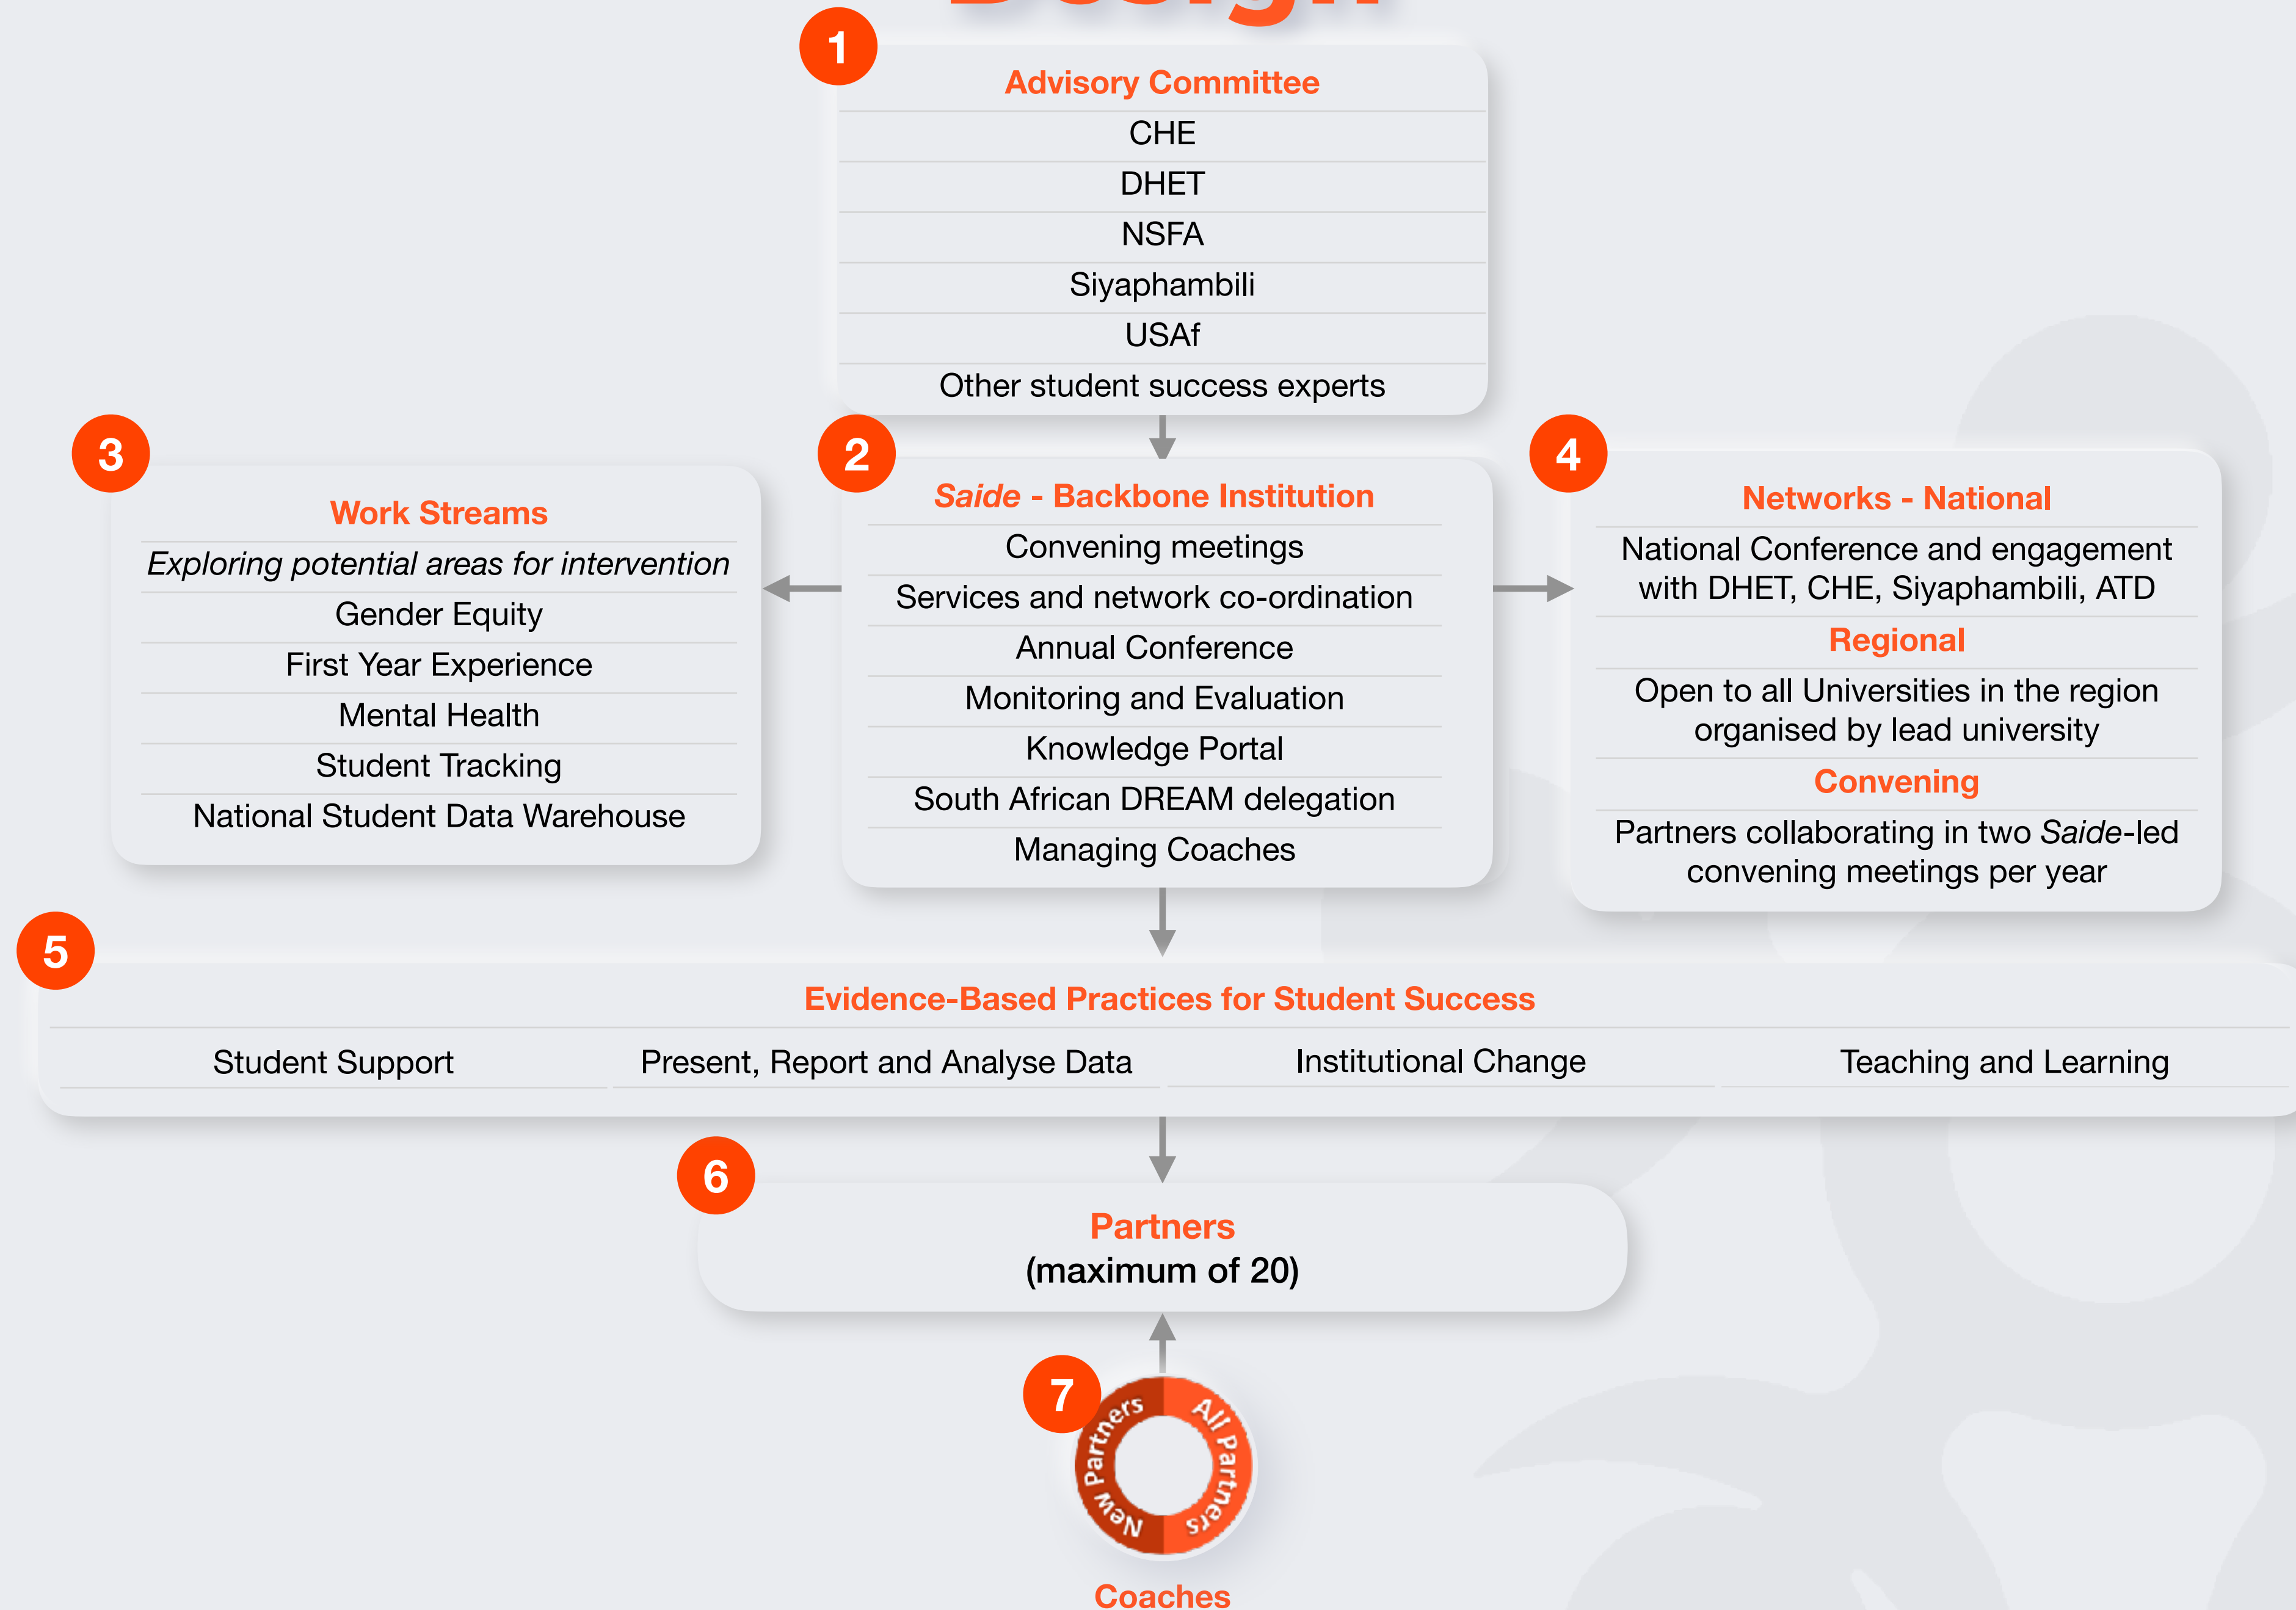 Design
1
Advisory Committee
CHE
DHET
NSFA
Siyaphambili
USAf
Other student success experts
3
Work Streams
Exploring potential areas for intervention
Gender Equity
First Year Experience
Mental Health
Student Tracking
National Student Data Warehouse
2
Saide - Backbone Institution
Convening meetings
Services and network co-ordination
Annual Conference
Monitoring and Evaluation
Knowledge Portal
South African DREAM delegation
Managing Coaches
4
Networks - National
National Conference and engagement
with DHET, CHE, Siyaphambili, ATD
Regional
Open to all Universities in the region
organised by lead university
Convening
Partners collaborating in two Saide-led
convening meetings per year
5
Evidence-Based Practices for Student Success
Student Support
Present, Report and Analyse Data
Institutional Change
Teaching and Learning
6
Partners
(maximum of 20)
7
New Partners
All Partners
Coaches